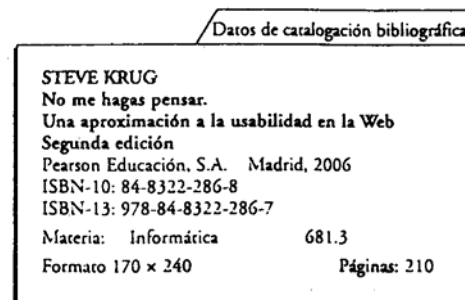 Datos de catalogación bibliográfica
STEVE KRUG
No me hagas pensar.
Una aproximación a la usabilidad en la Web
Segunda edición
Pearson Educación, S.A. Madrid, 2006
ISBN-10: 84-8322-286-8
ISBN-13: 978-84-8322-286-7
Materia: Informática 681.3
Formato 170 × 240 Páginas: 210